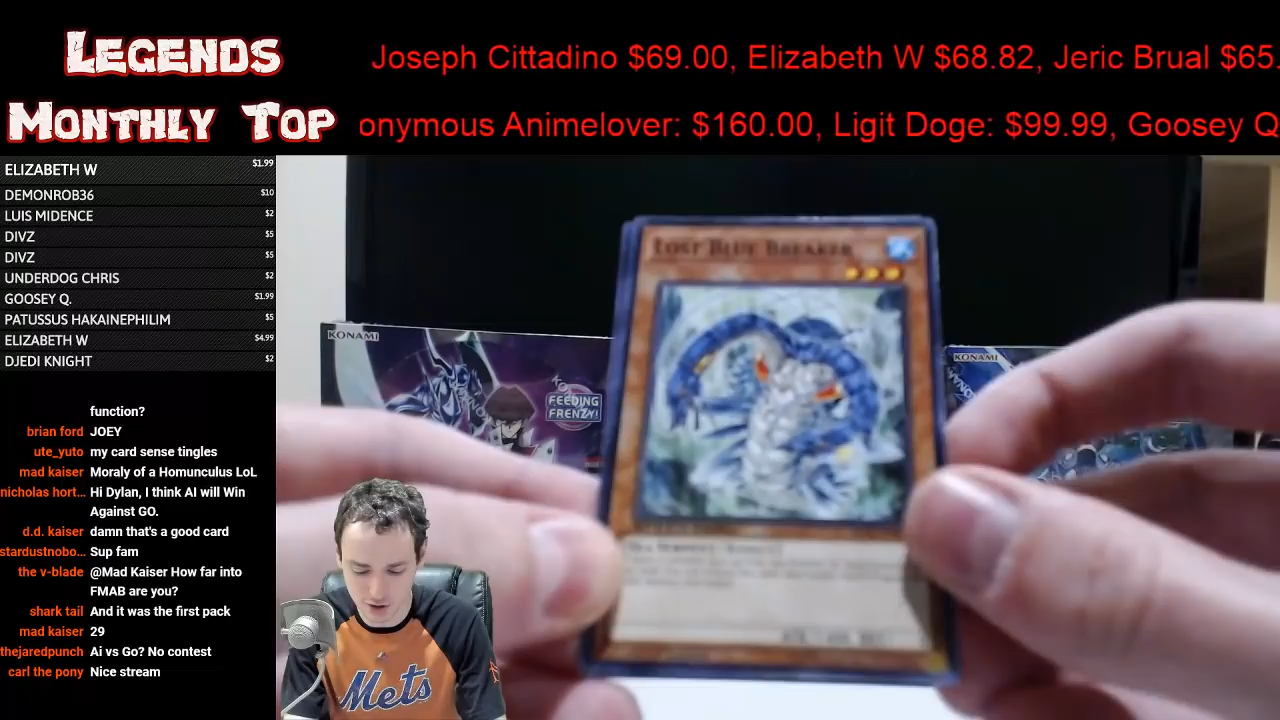 LEGENDS
Joseph Cittadino $69.00, Elizabeth W $68.82, Jeric Brual $65.
MONTHLY TOP
onymous Animelover: $160.00, Ligit Doge: $99.99, Goosey Q
ELIZABETH W $1.99
DEMONROB36 $10
LUIS MIDENCE $2
DIVZ $5
DIVZ $5
UNDERDOG CHRIS $2
GOOSEY Q. $1.99
PATUSSUS HAKAINEPHILIM $5
ELIZABETH W $4.99
DJEDI KNIGHT $2
function?
brian ford JOEY
ute_yuto my card sense tingles
mad kaiser Moraly of a Homunculus LoL
nicholas hort... Hi Dylan, I think AI will Win
Against GO.
d.d. kaiser damn that's a good card
stardustnobo... Sup fam
the v-blade @Mad Kaiser How far into
FMAB are you?
shark tail And it was the first pack
mad kaiser 29
thejaredpunch Ai vs Go? No contest
carl the pony Nice stream
LOST BLUE BREAKER
KONAMI
FEEDING
FRENZY!
KONAMI
Mets